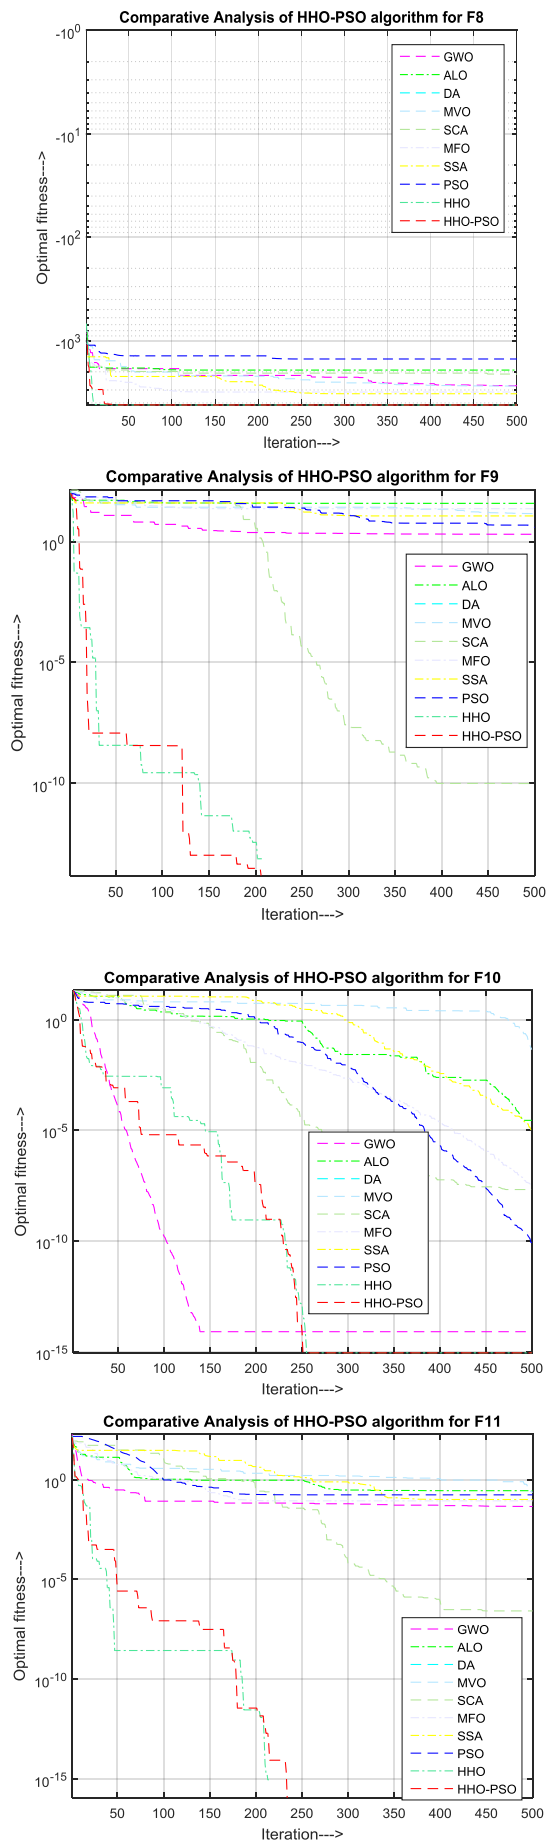 Comparative Analysis of HHO-PSO algorithm for F8
-10^0
-10^1
-10^2
-10^3
Optimal fitness--->
GWO
ALO
DA
MVO
SCA
MFO
SSA
PSO
HHO
HHO-PSO
50 100 150 200 250 300 350 400 450 500
Iteration--->
Comparative Analysis of HHO-PSO algorithm for F9
10^0
10^-5
10^-10
Optimal fitness--->
GWO
ALO
DA
MVO
SCA
MFO
SSA
PSO
HHO
HHO-PSO
50 100 150 200 250 300 350 400 450 500
Iteration--->
Comparative Analysis of HHO-PSO algorithm for F10
10^0
10^-5
10^-10
10^-15
Optimal fitness--->
GWO
ALO
DA
MVO
SCA
MFO
SSA
PSO
HHO
HHO-PSO
50 100 150 200 250 300 350 400 450 500
Iteration--->
Comparative Analysis of HHO-PSO algorithm for F11
10^0
10^-5
10^-10
10^-15
Optimal fitness--->
GWO
ALO
DA
MVO
SCA
MFO
SSA
PSO
HHO
HHO-PSO
50 100 150 200 250 300 350 400 450 500
Iteration--->